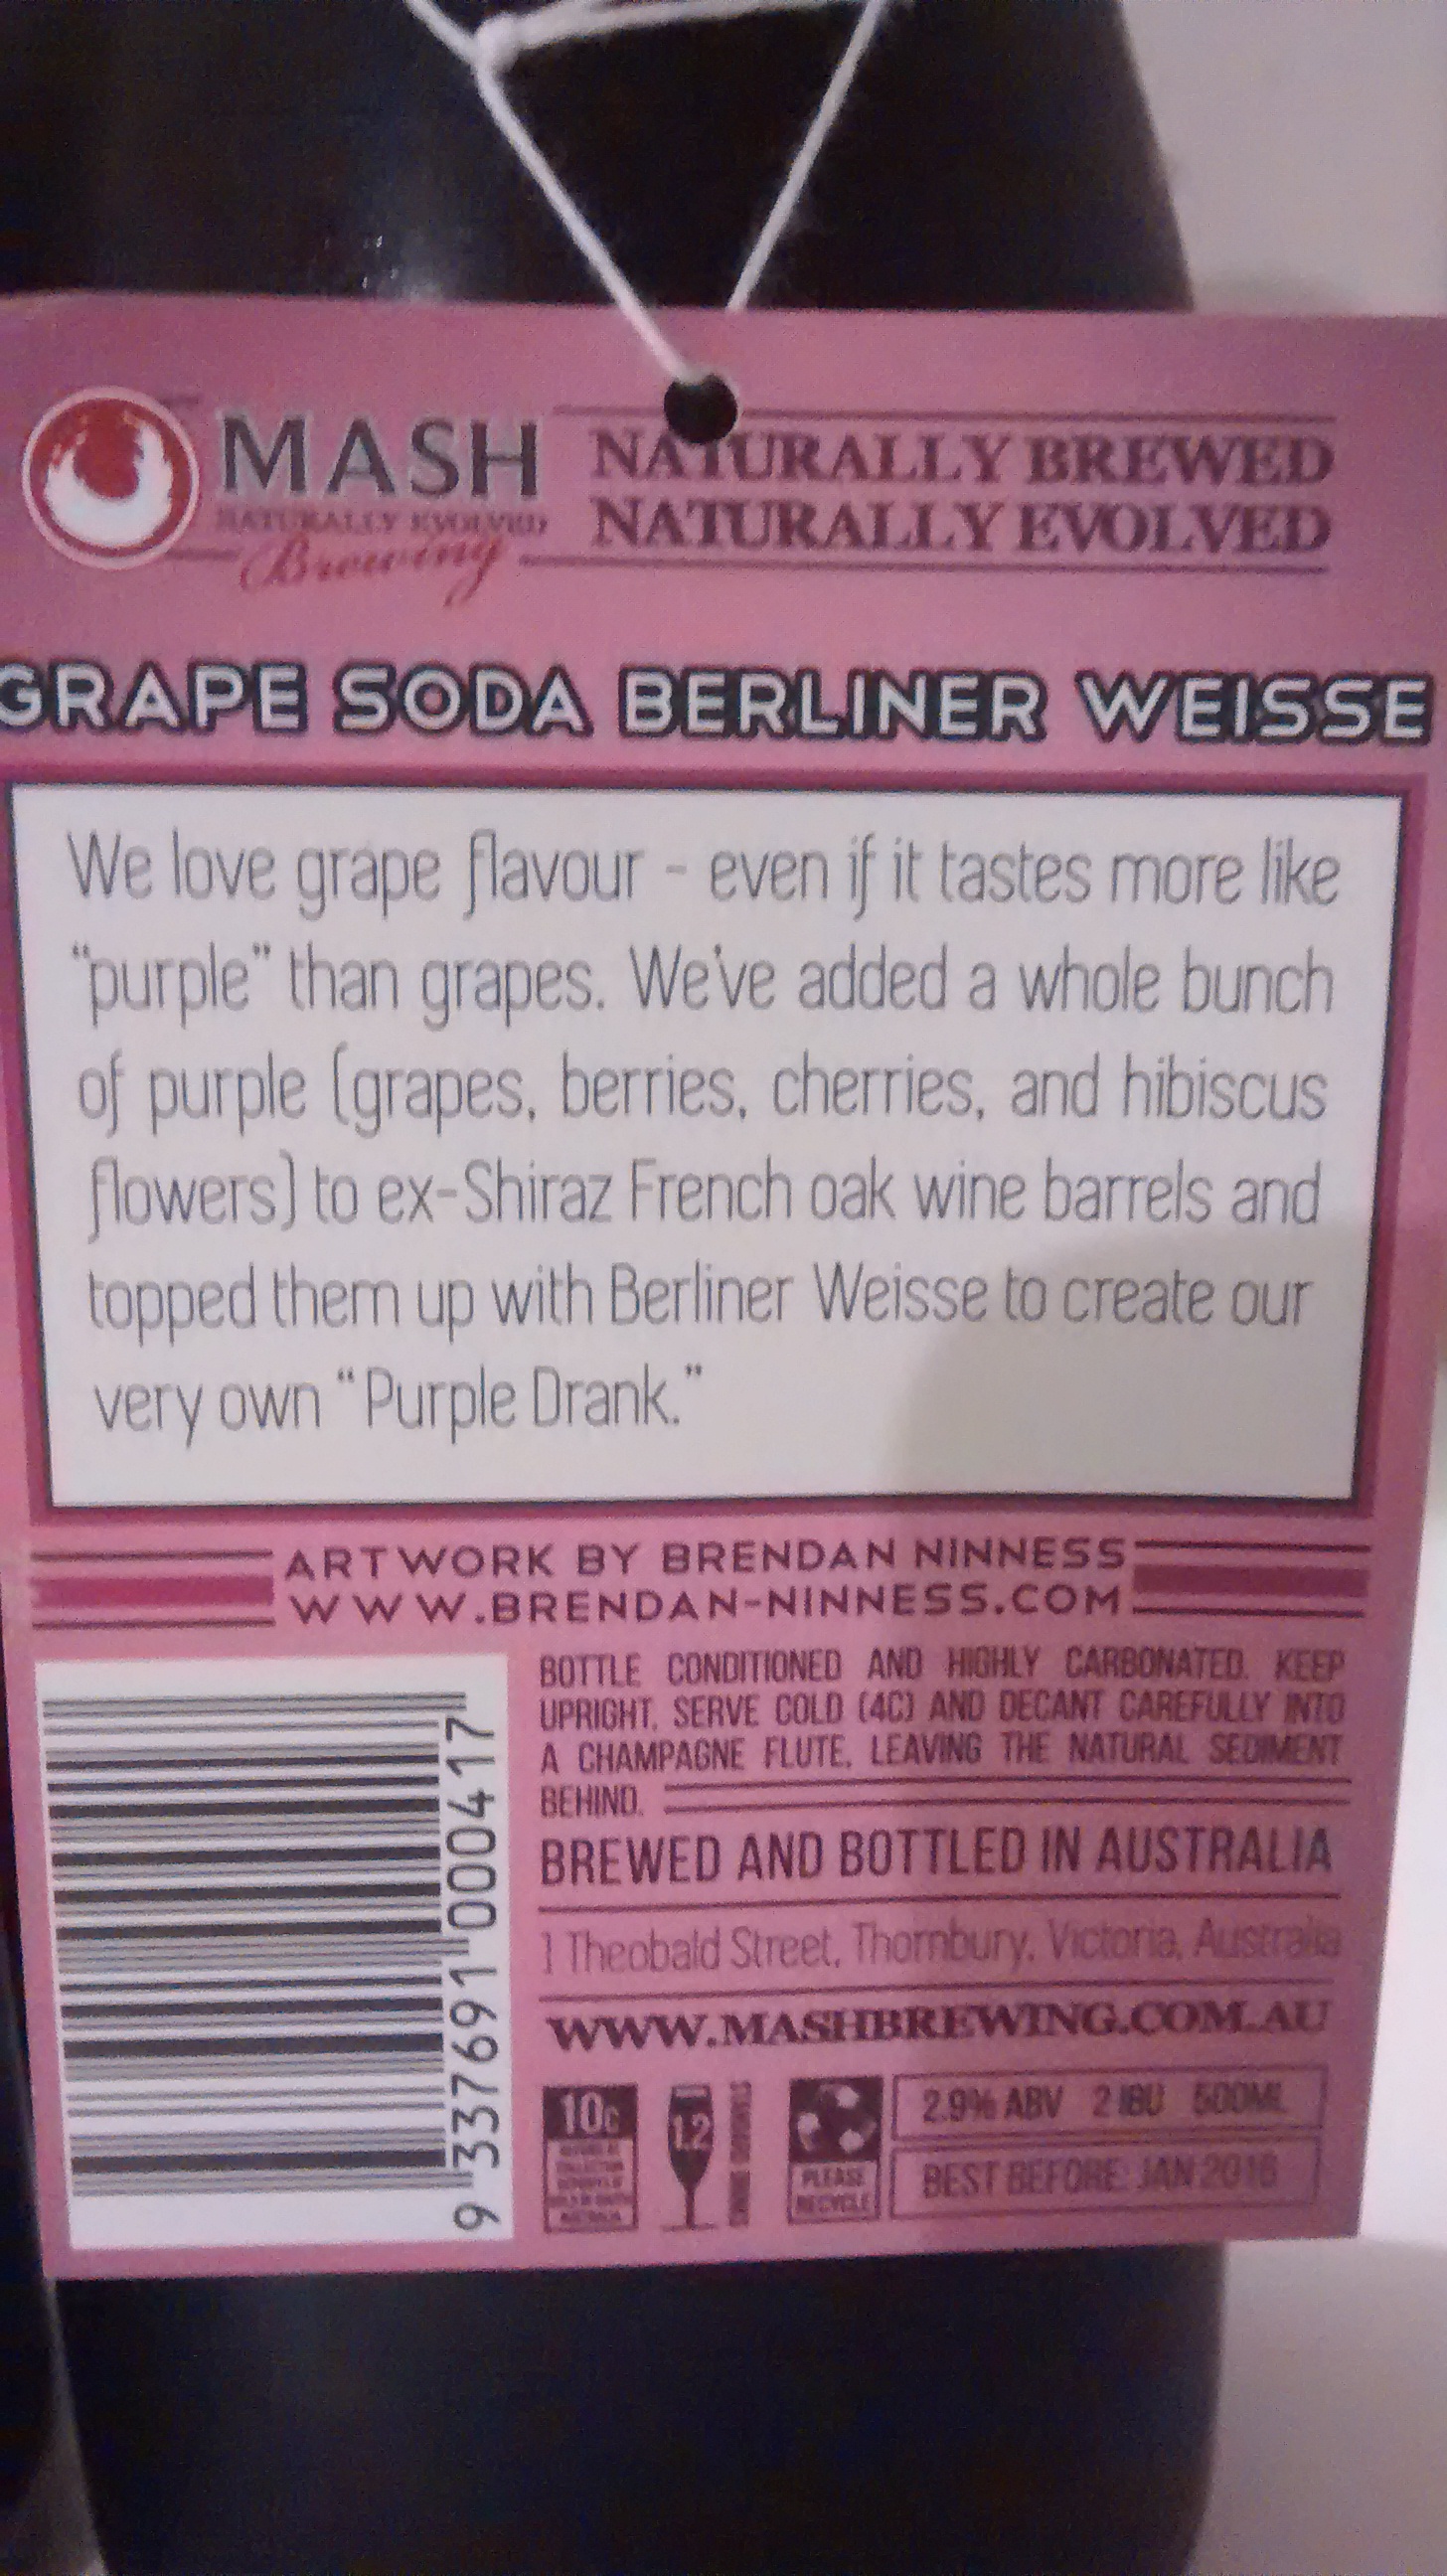 MASH
NATURALLY EVOLVED
Brewing
NATURALLY BREWED
NATURALLY EVOLVED
GRAPE SODA BERLINER WEISSE
We love grape flavour - even if it tastes more like
“purple” than grapes. We've added a whole bunch
of purple (grapes, berries, cherries, and hibiscus
flowers) to ex-Shiraz French oak wine barrels and
topped them up with Berliner Weisse to create our
very own “Purple Drank.”
ARTWORK BY BRENDAN NINNESS
WWW.BRENDAN-NINNESS.COM
BOTTLE CONDITIONED AND HIGHLY CARBONATED. KEEP
UPRIGHT. SERVE COLD (4C) AND DECANT CAREFULLY INTO
A CHAMPAGNE FLUTE, LEAVING THE NATURAL SEDIMENT
BEHIND.
BREWED AND BOTTLED IN AUSTRALIA
1 Theobald Street, Thornbury, Victoria, Australia
WWW.MASHBREWING.COM.AU
9 337691 000417
10c
1.2
STANDARD DRINKS
PLEASE
RECYCLE
2.9% ABV 2 IBU 500ML
BEST BEFORE: JAN 2016